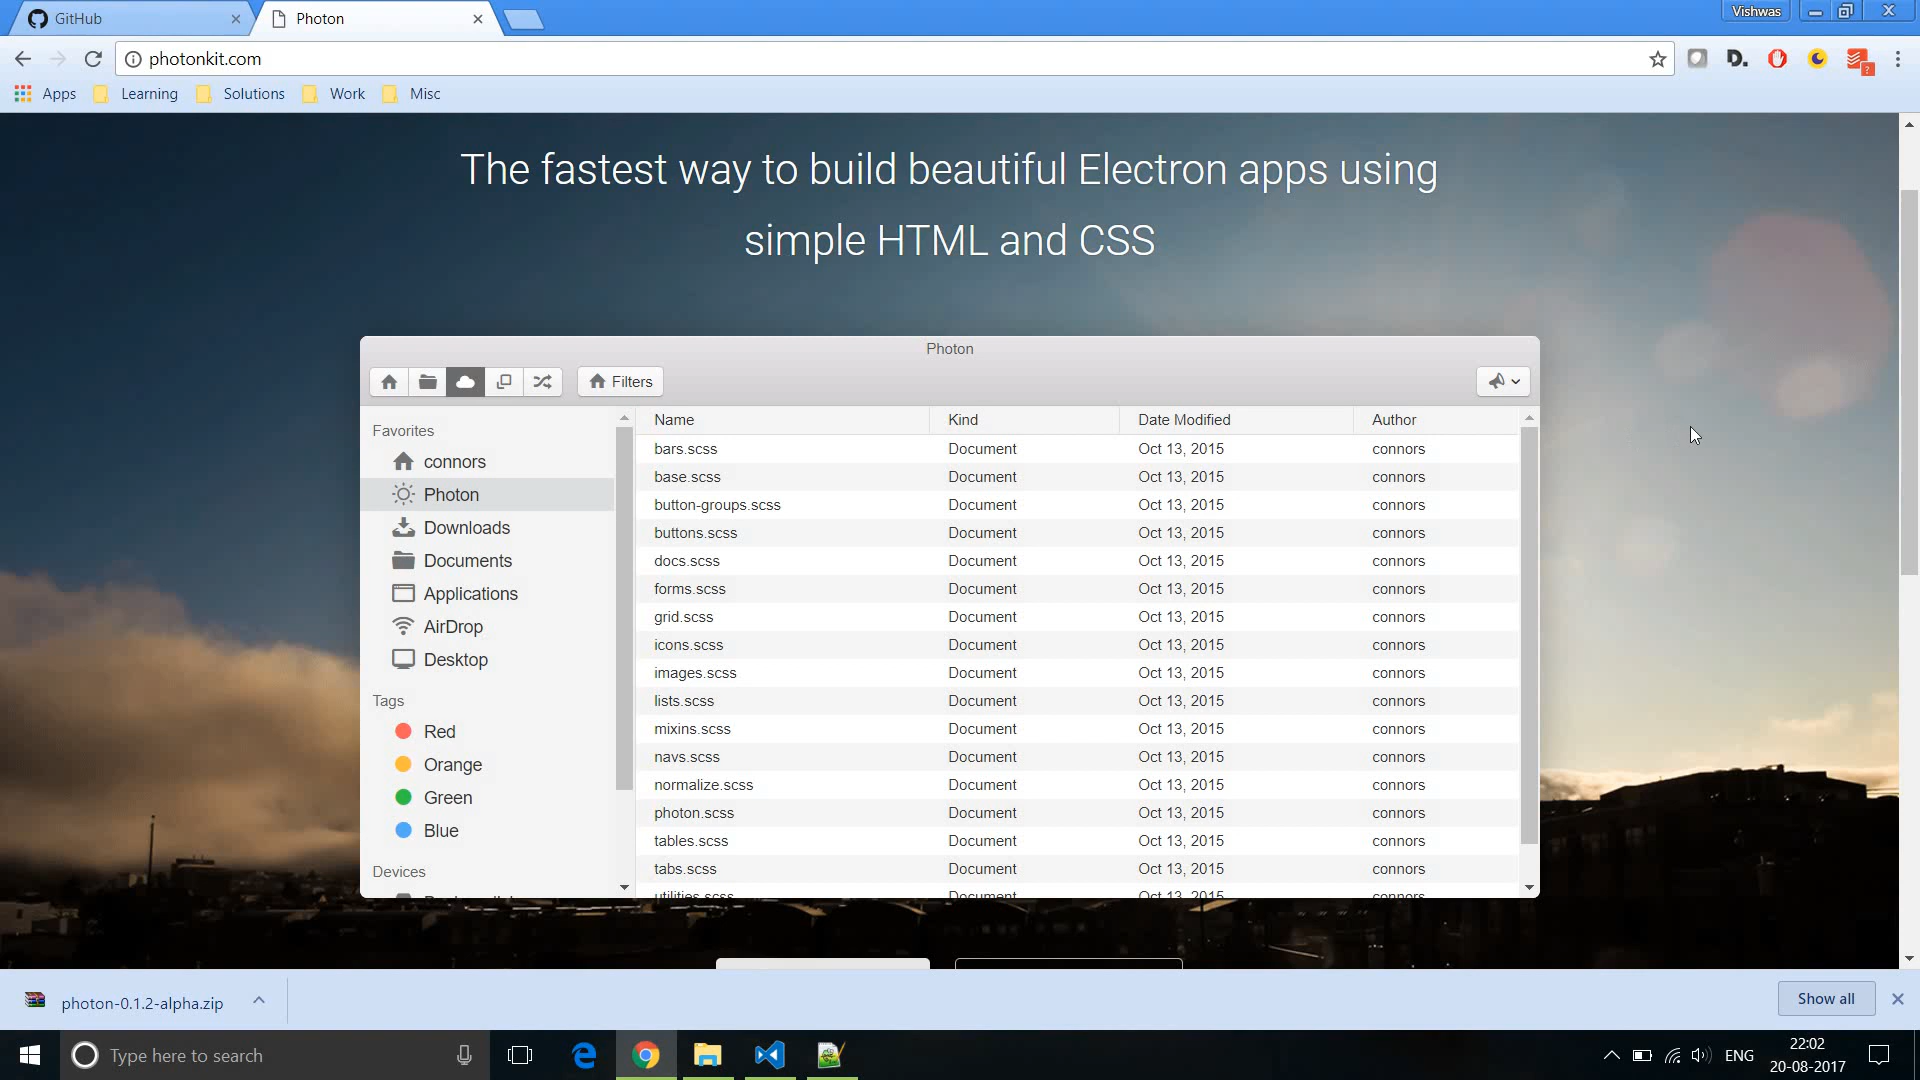 GitHub
Photon
Vishwas
photonkit.com
Apps
Learning
Solutions
Work
Misc
The fastest way to build beautiful Electron apps using
simple HTML and CSS
Photon
Filters
Favorites
connors
Photon
Downloads
Documents
Applications
AirDrop
Desktop
Tags
Red
Orange
Green
Blue
Devices
Name Kind Date Modified Author
bars.scss Document Oct 13, 2015 connors
base.scss Document Oct 13, 2015 connors
button-groups.scss Document Oct 13, 2015 connors
buttons.scss Document Oct 13, 2015 connors
docs.scss Document Oct 13, 2015 connors
forms.scss Document Oct 13, 2015 connors
grid.scss Document Oct 13, 2015 connors
icons.scss Document Oct 13, 2015 connors
images.scss Document Oct 13, 2015 connors
lists.scss Document Oct 13, 2015 connors
mixins.scss Document Oct 13, 2015 connors
navs.scss Document Oct 13, 2015 connors
normalize.scss Document Oct 13, 2015 connors
photon.scss Document Oct 13, 2015 connors
tables.scss Document Oct 13, 2015 connors
tabs.scss Document Oct 13, 2015 connors
utilities.scss Document Oct 13, 2015 connors
photon-0.1.2-alpha.zip
Show all
Type here to search
ENG
22:02
20-08-2017